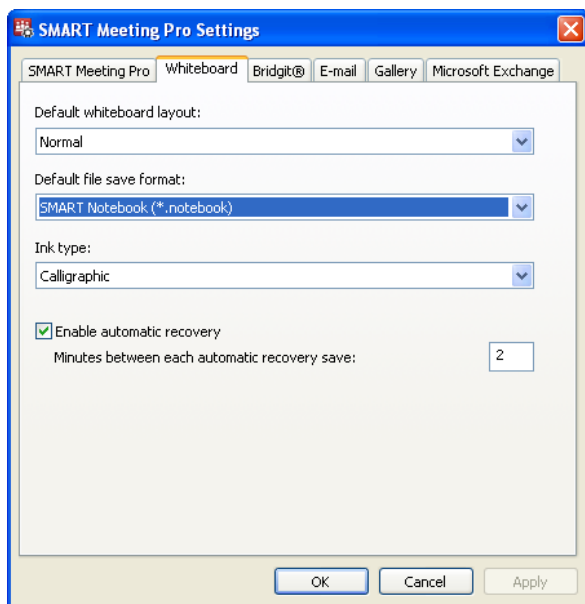 SMART Meeting Pro Settings
SMART Meeting Pro Whiteboard Bridgit® E-mail Gallery Microsoft Exchange
Default whiteboard layout:
Normal
Default file save format:
SMART Notebook (*.notebook)
Ink type:
Calligraphic
Enable automatic recovery
Minutes between each automatic recovery save: 2
OK Cancel Apply